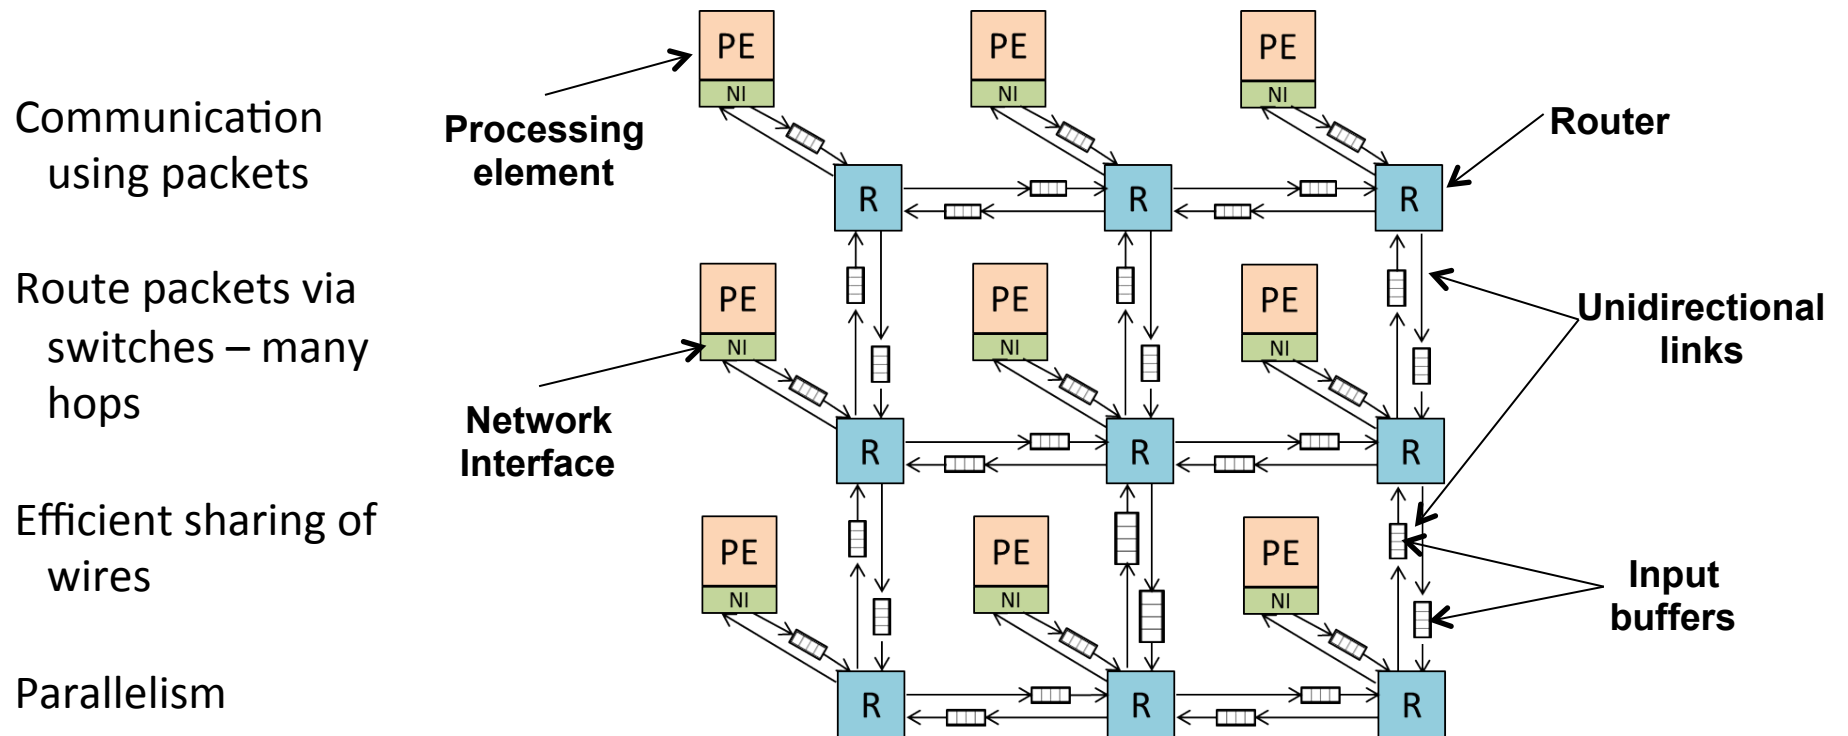 Communication
using packets
Route packets via
switches – many
hops
Efficient sharing of
wires
Parallelism
Processing
element
Network
Interface
Router
Unidirectional
links
Input
buffers
PE
NI
PE
NI
PE
NI
R
R
R
PE
NI
PE
NI
PE
NI
R
R
R
PE
NI
PE
NI
PE
NI
R
R
R